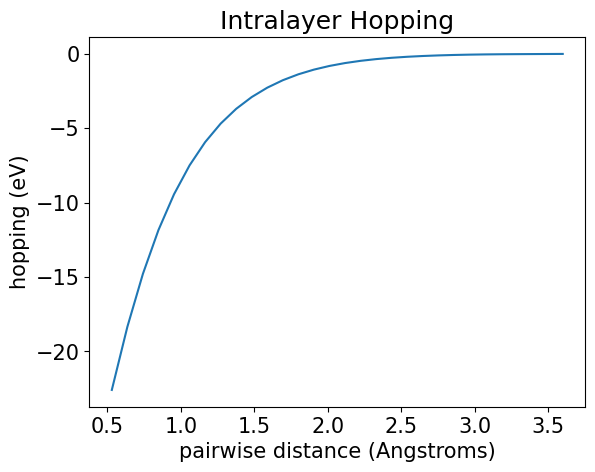 Intralayer Hopping
0
−5
−10
−15
−20
hopping (eV)
0.5 1.0 1.5 2.0 2.5 3.0 3.5
pairwise distance (Angstroms)